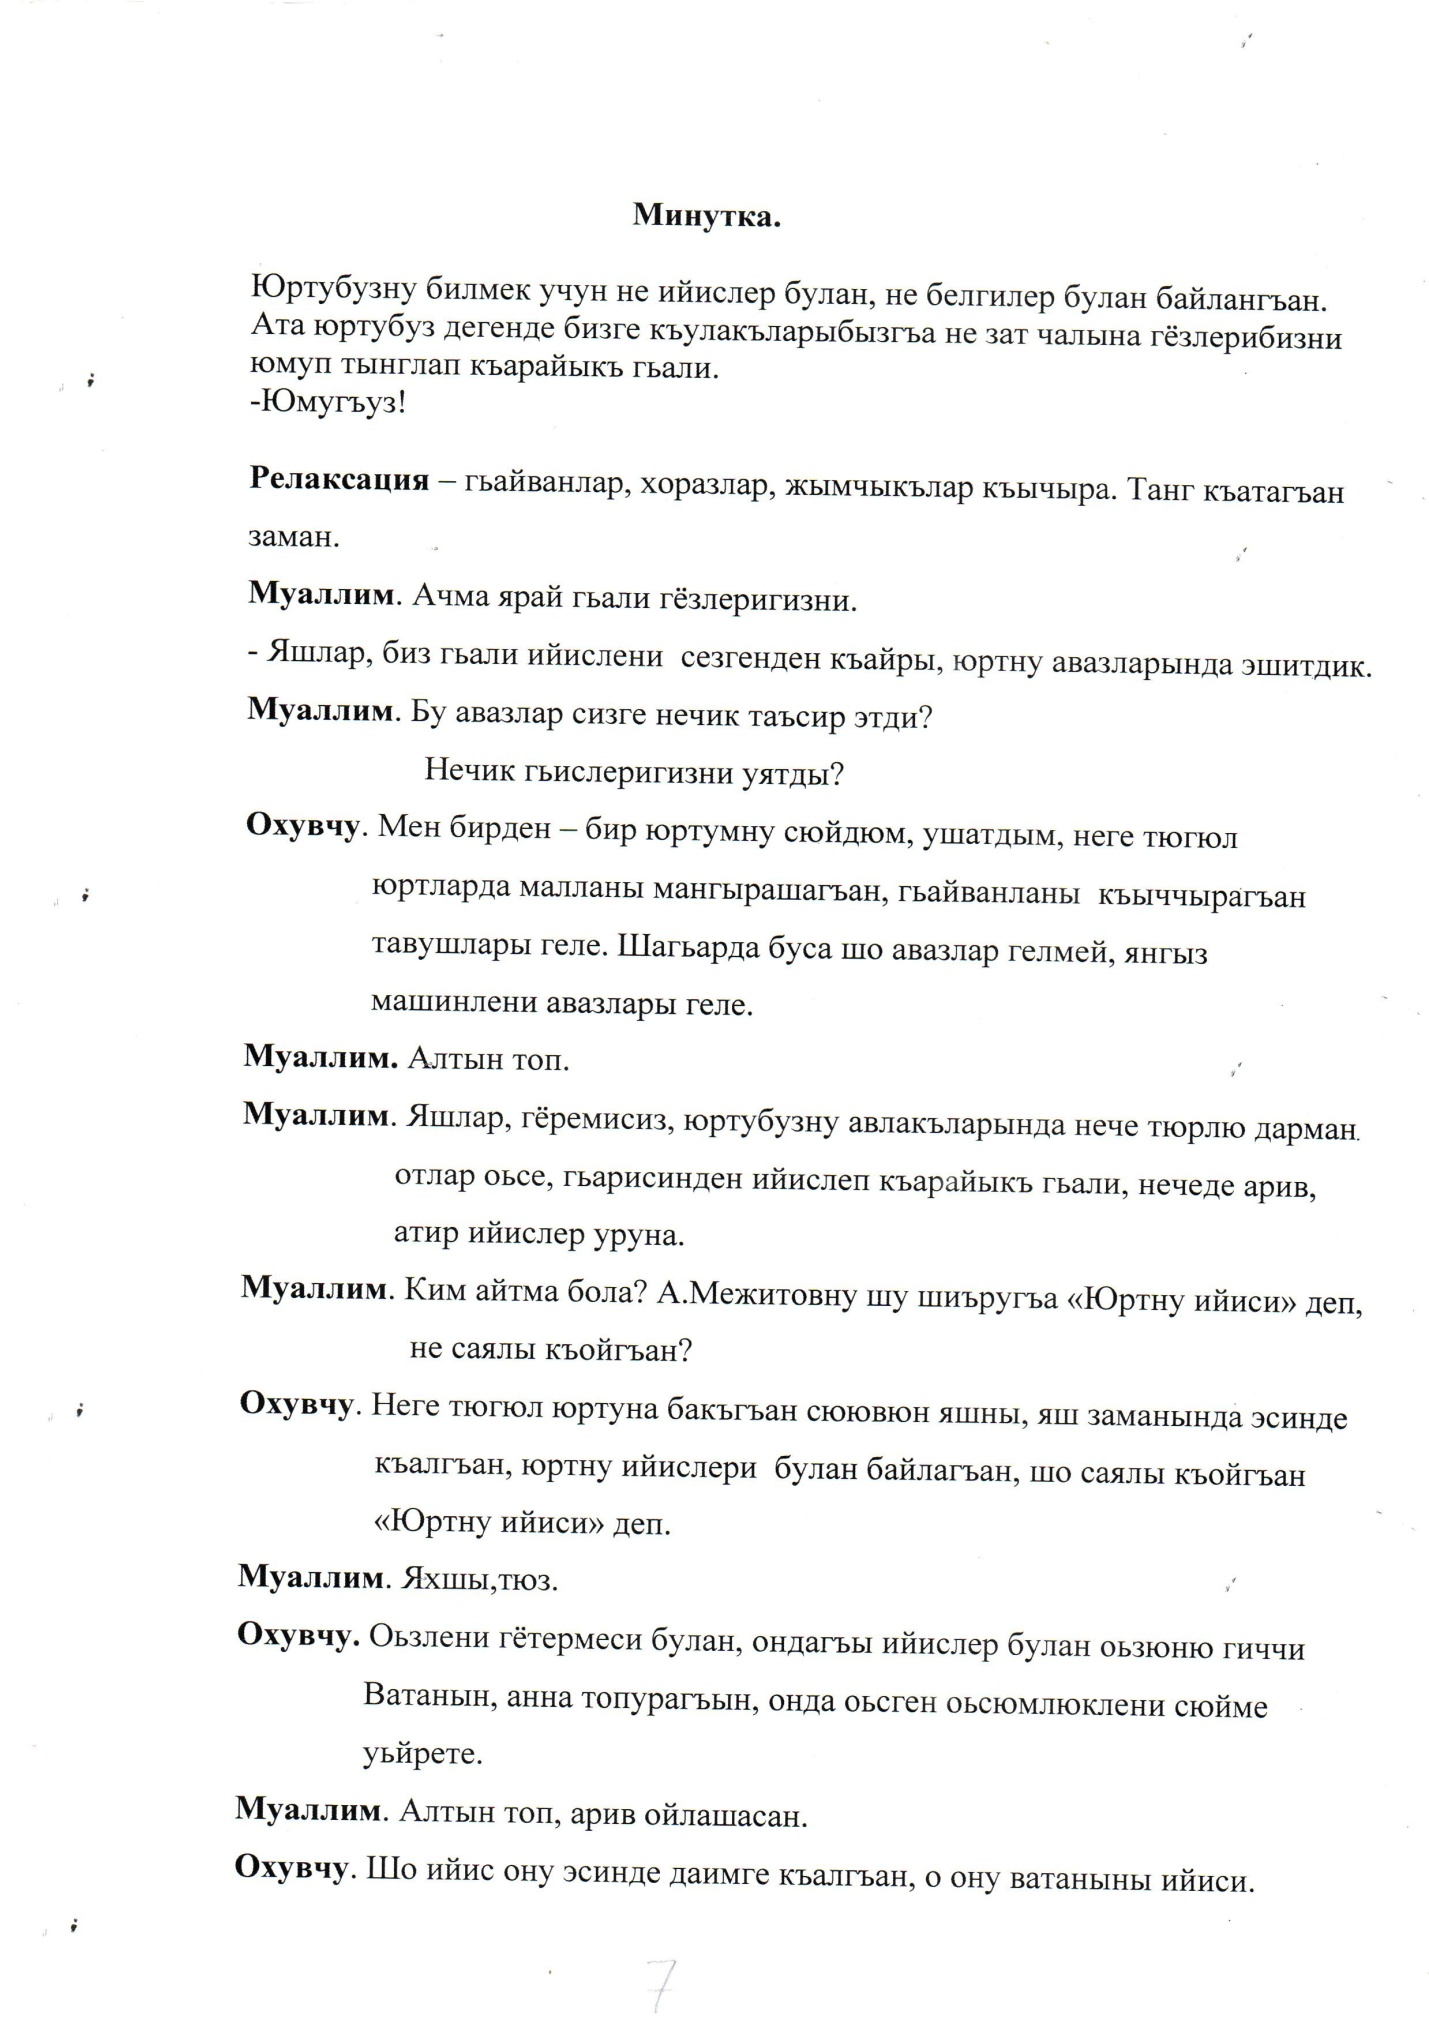 Минутка.
Юртубузну билмек учун не ийислер булан, не белгилер булан байлангъан.
Ата юртубуз дегенде бизге къулакъларыбызгъа не зат чалына гёзлерибизни
юмуп тынглап къарайыкъ гьали.
-Юмугъуз!
Релаксация – гьайванлар, хоразлар, жымчыкълар къычыра. Танг къатагъан
заман.
Муаллим. Ачма ярай гьали гёзлеригизни.
- Яшлар, биз гьали ийислени  сезгенден къайры, юртну авазларында эшитдик.
Муаллим. Бу авазлар сизге нечик таъсир этди?
Нечик гьислеригизни уятды?
Охувчу. Мен бирден – бир юртумну сюйдюм, ушатдым, неге тюгюл
юртларда малланы мангырашагъан, гьайванланы  къыччырагъан
тавушлары геле. Шагьарда буса шо авазлар гелмей, янгыз
машинлени авазлары геле.
Муаллим. Алтын топ.
Муаллим. Яшлар, гёремисиз, юртубузну авлакъларында нече тюрлю дарман
отлар оьсе, гьарисинден ийислеп къарайыкъ гьали, нечеде арив,
атир ийислер уруна.
Муаллим. Ким айтма бола? А.Межитовну шу шиъругъа «Юртну ийиси» деп,
не саялы къойгъан?
Охувчу. Неге тюгюл юртуна бакъгъан сююв­юн яшны, яш заманында эсинде
къалгъан, юртну ийислери  булан байлагъан, шо саялы къойгъан
«Юртну ийиси» деп.
Муаллим. Яхшы,тюз.
Охувчу. Оьзлени гётермеси булан, ондагъы ийислер булан оьзюню гиччи
Ватанын, анна топурагъын, онда оьсген оьсюмлюклени сюйме
уьйрете.
Муаллим. Алтын топ, арив ойлашасан.
Охувчу. Шо ийис ону эсинде даимге къалгъан, о ону ватаныны ийиси.
7